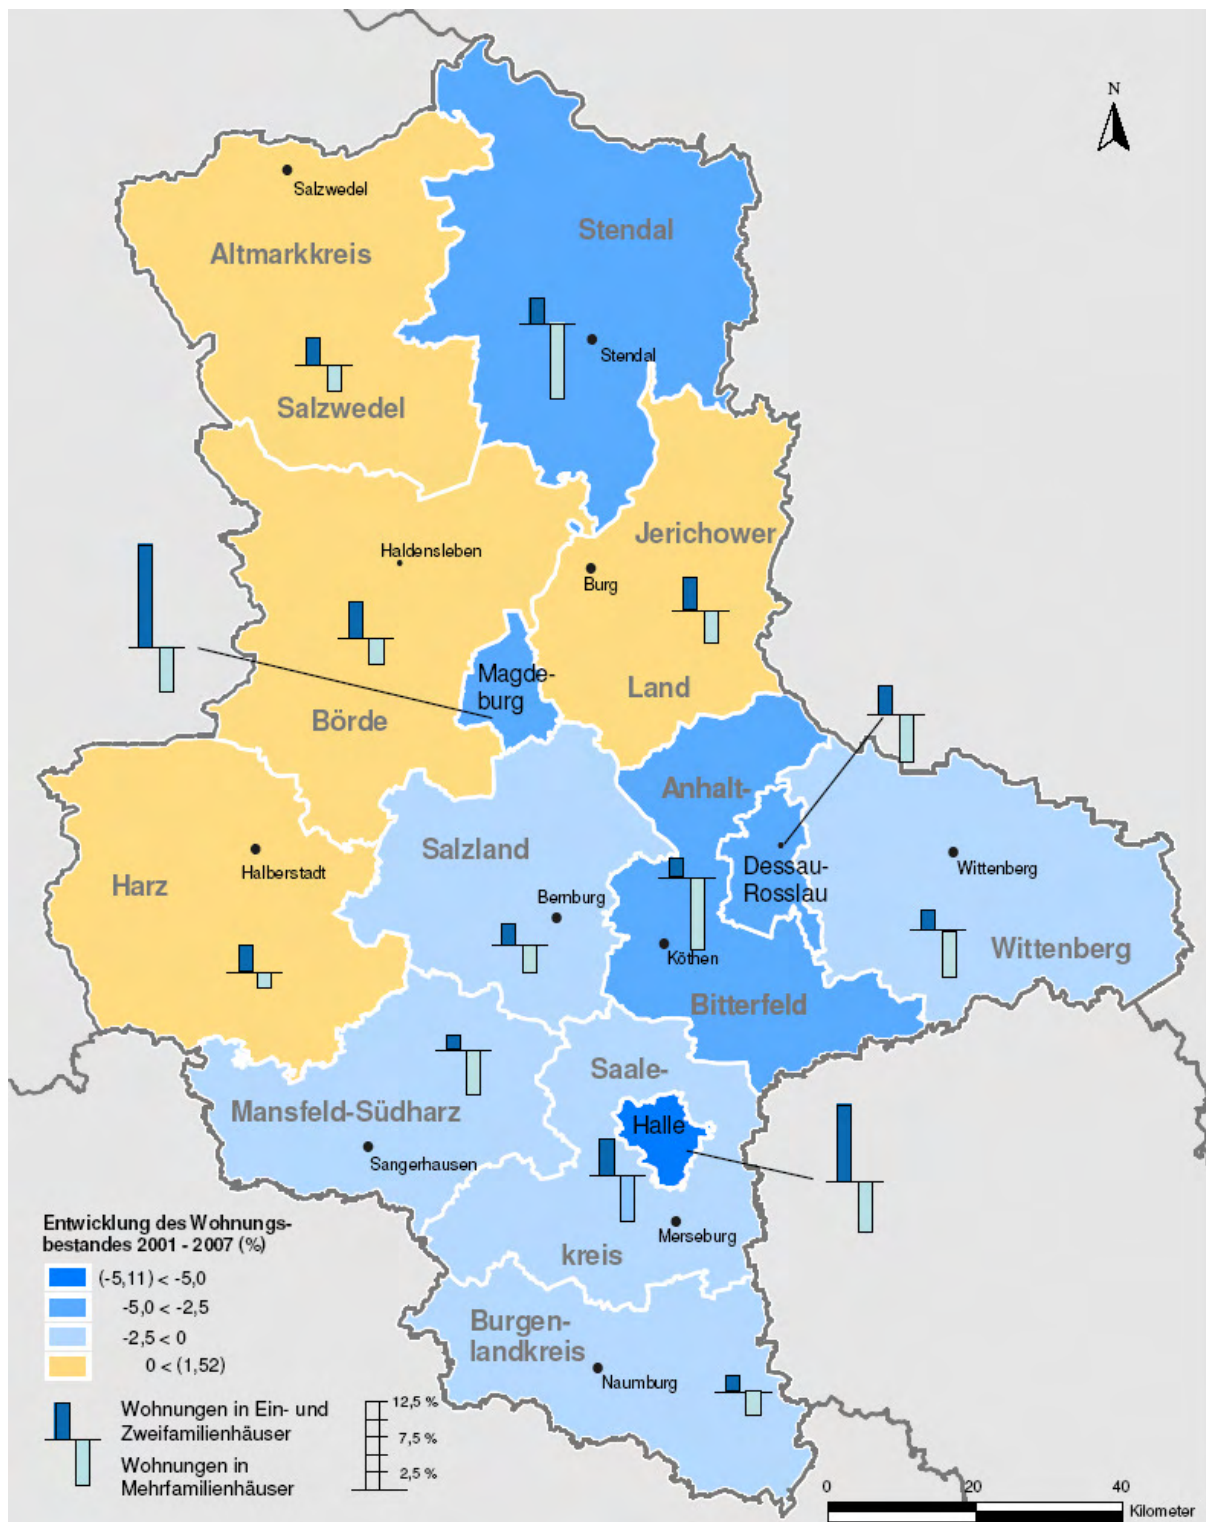 N
Salzwedel
Altmarkkreis
Salzwedel
Stendal
Stendal
Haldensleben
Jerichower
Burg
Land
Magde-
burg
Börde
Anhalt-
Salzland
Harz
Halberstadt
Bernburg
Dessau-
Rosslau
Wittenberg
Wittenberg
Köthen
Bitterfeld
Saale-
Mansfeld-Südharz
Halle
Sangerhausen
Merseburg
kreis
Burgen-
landkreis
Naumburg
Entwicklung des Wohnungs-
bestandes 2001 - 2007 (%)
(-5,11) < -5,0
-5,0 < -2,5
-2,5 < 0
0 < (1,52)
Wohnungen in Ein- und
Zweifamilienhäuser
Wohnungen in
Mehrfamilienhäuser
12,5 %
7,5 %
2,5 %
0 20 40
Kilometer